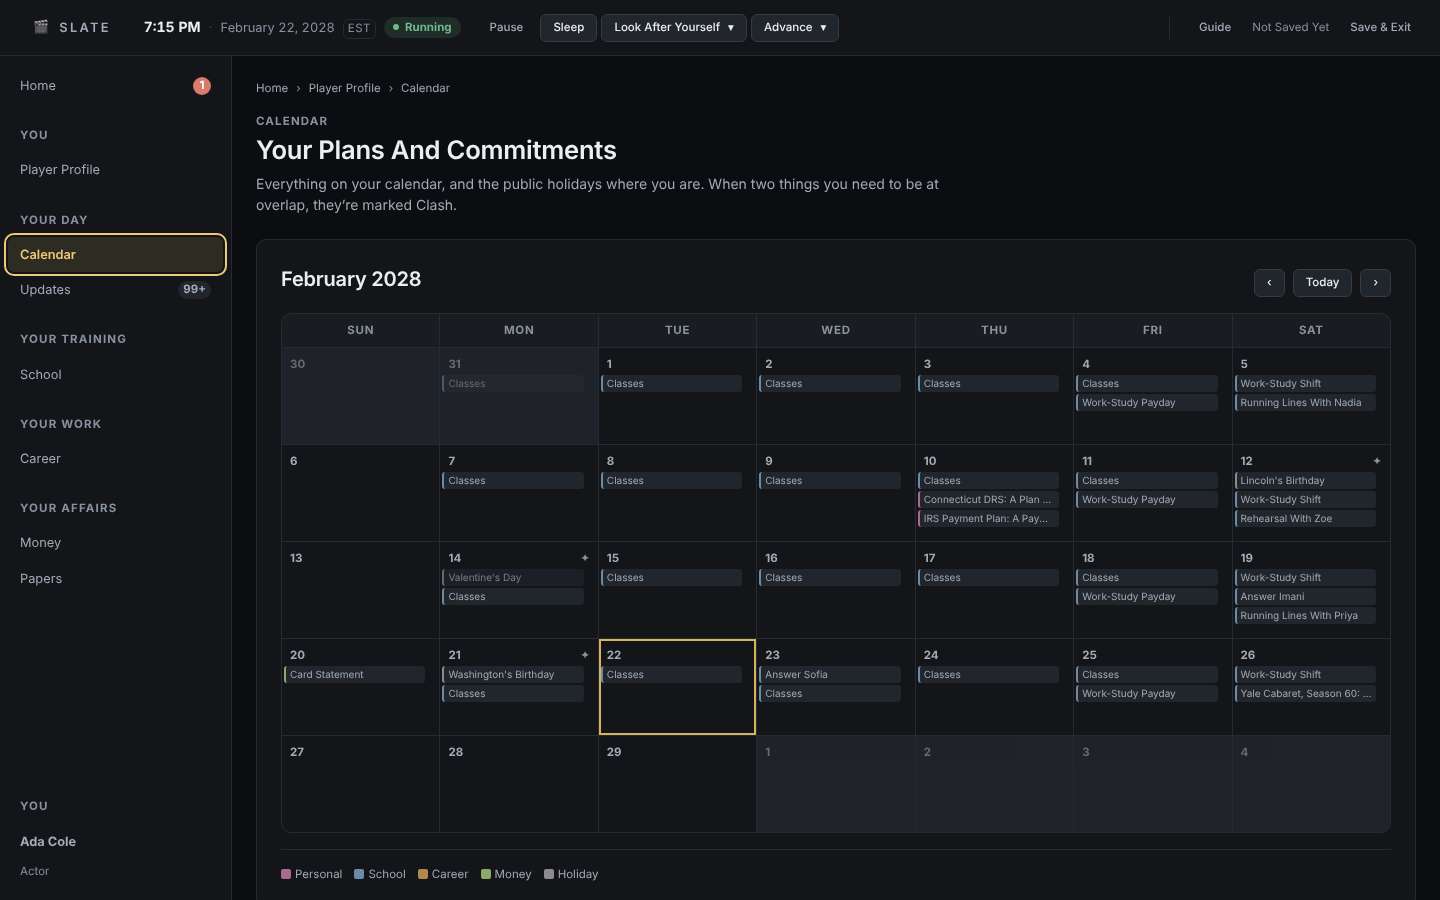 SLATE
7:15 PM · February 22, 2028 EST Running Pause Sleep Look After Yourself ▾ Advance ▾ Guide Not Saved Yet Save & Exit
Home 1
YOU
Player Profile
YOUR DAY
Calendar
Updates 99+
YOUR TRAINING
School
YOUR WORK
Career
YOUR AFFAIRS
Money
Papers
YOU
Ada Cole
Actor
Home › Player Profile › Calendar
CALENDAR
Your Plans And Commitments
Everything on your calendar, and the public holidays where you are. When two things you need to be at
overlap, they're marked Clash.
February 2028
‹ Today ›
SUN MON TUE WED THU FRI SAT
30 31 1 2 3 4 5
Classes Classes Classes Classes Classes Work-Study Shift
Work-Study Payday Running Lines With Nadia
6 7 8 9 10 11 12 ✦
Classes Classes Classes Classes Classes Lincoln's Birthday
Connecticut DRS: A Plan ... Work-Study Payday Work-Study Shift
IRS Payment Plan: A Pay... Rehearsal With Zoe
13 14 ✦ 15 16 17 18 19
Valentine's Day Classes Classes Classes Classes Work-Study Shift
Classes Work-Study Payday Answer Imani
Running Lines With Priya
20 21 ✦ 22 23 24 25 26
Card Statement Washington's Birthday Classes Answer Sofia Classes Classes Work-Study Shift
Classes Classes Work-Study Payday Yale Cabaret, Season 60: ...
27 28 29 1 2 3 4
Personal School Career Money Holiday